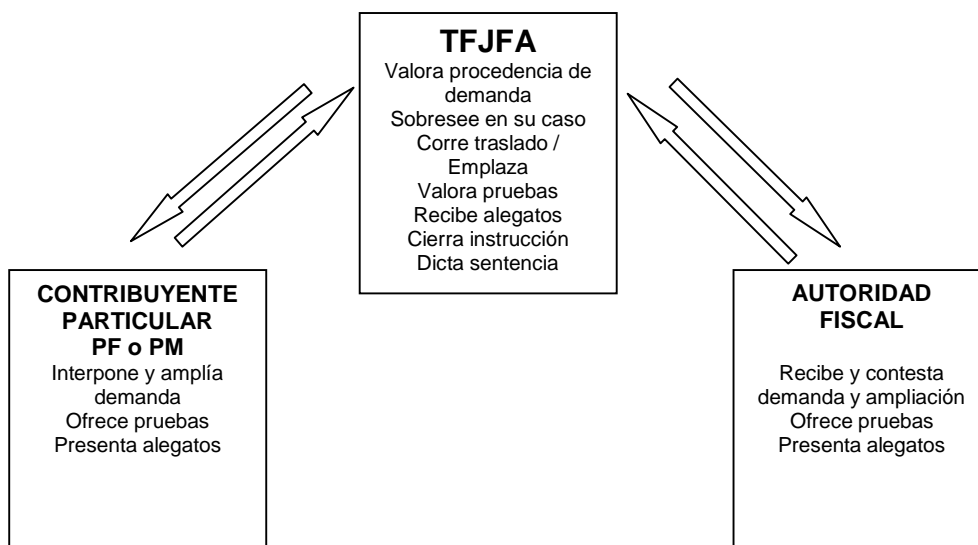 TFJFA
Valora procedencia de
demanda
Sobresee en su caso
Corre traslado /
Emplaza
Valora pruebas
Recibe alegatos
Cierra instrucción
Dicta sentencia
CONTRIBUYENTE
PARTICULAR
PF o PM
Interpone y amplía
demanda
Ofrece pruebas
Presenta alegatos
AUTORIDAD
FISCAL
Recibe y contesta
demanda y ampliación
Ofrece pruebas
Presenta alegatos